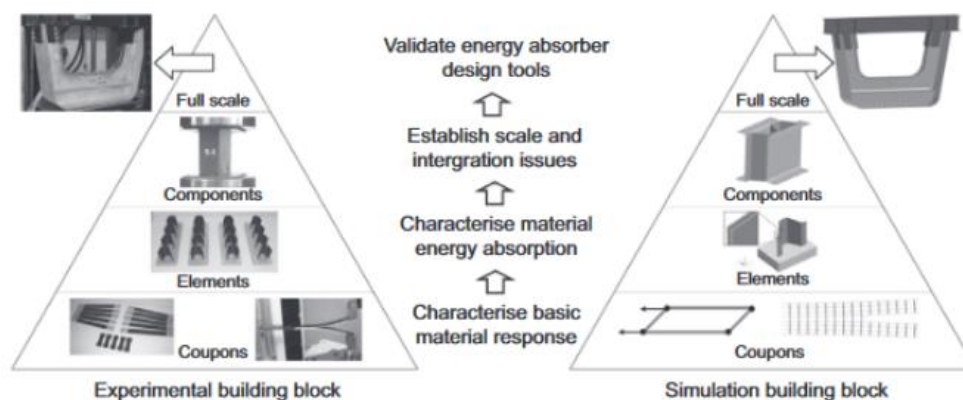 Full scale
Components
Elements
Coupons
Experimental building block
Validate energy absorber
design tools
Establish scale and
intergration issues
Characterise material
energy absorption
Characterise basic
material response
Full scale
Components
Elements
Coupons
Simulation building block